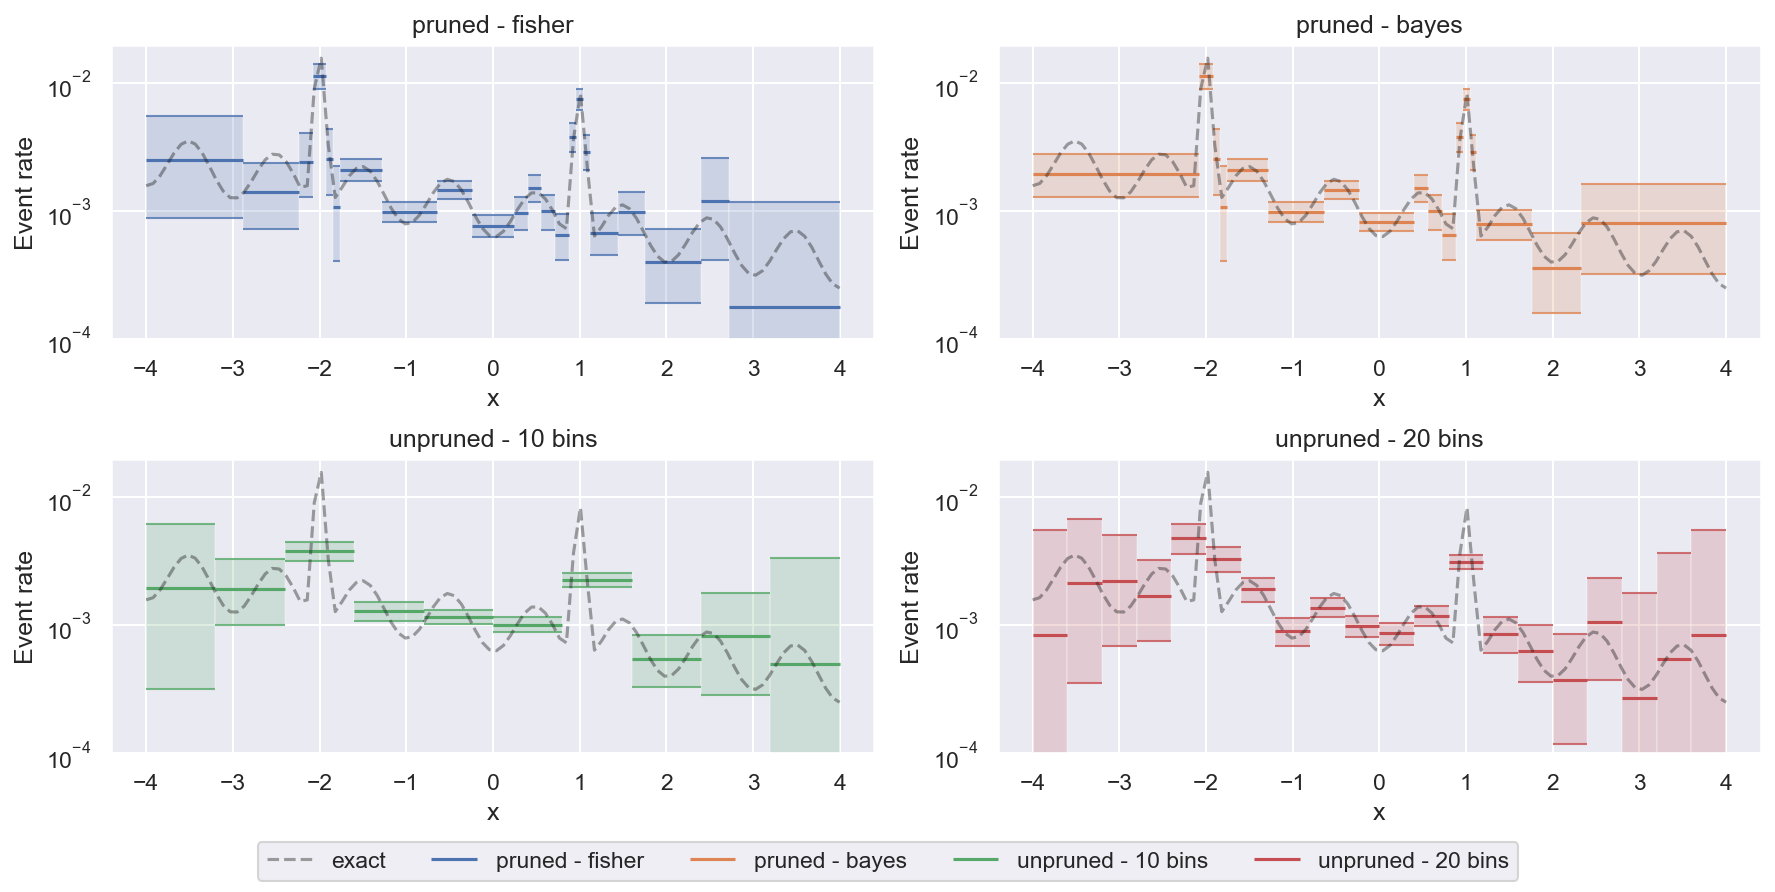 pruned - fisher
pruned - bayes
Event rate
10⁻²
10⁻³
10⁻⁴
−4 −3 −2 −1 0 1 2 3 4
x
Event rate
10⁻²
10⁻³
10⁻⁴
−4 −3 −2 −1 0 1 2 3 4
x
unpruned - 10 bins
unpruned - 20 bins
Event rate
10⁻²
10⁻³
10⁻⁴
−4 −3 −2 −1 0 1 2 3 4
x
Event rate
10⁻²
10⁻³
10⁻⁴
−4 −3 −2 −1 0 1 2 3 4
x
exact pruned - fisher pruned - bayes unpruned - 10 bins unpruned - 20 bins